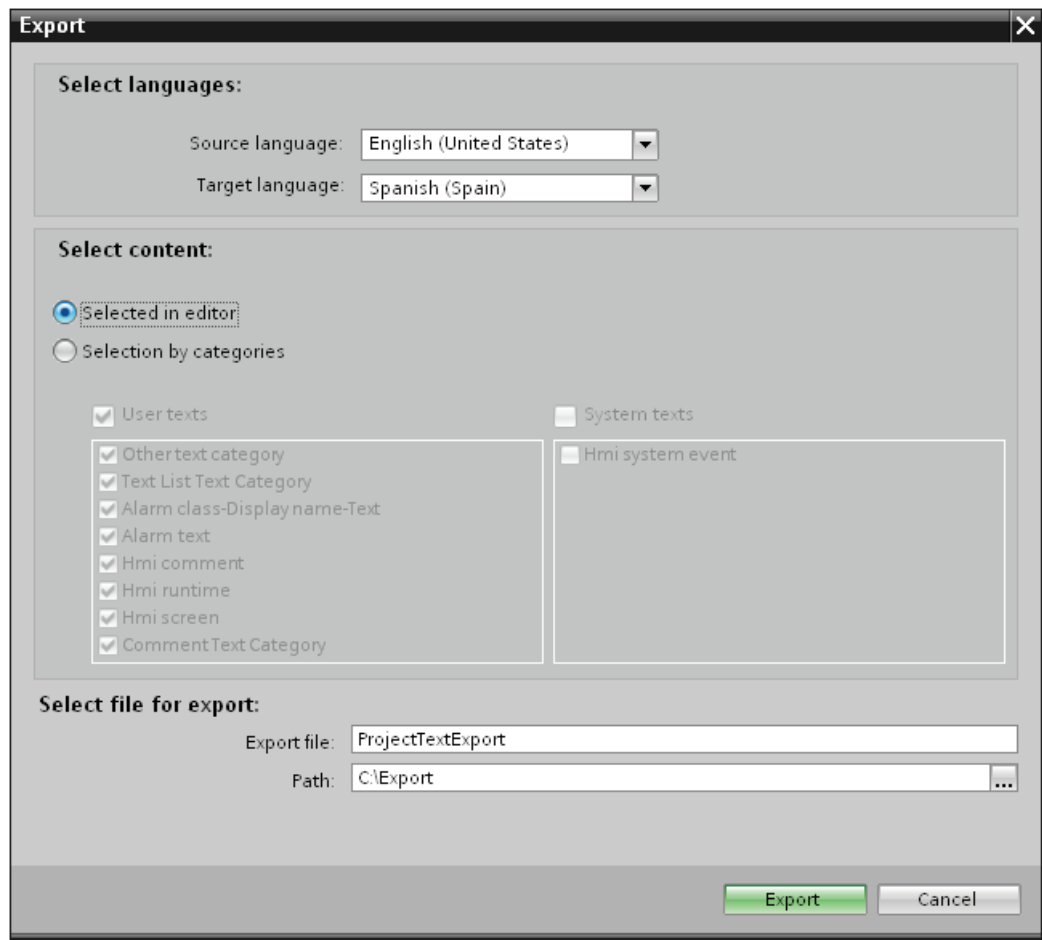 Export
Select languages:
Source language: English (United States)
Target language: Spanish (Spain)
Select content:
Selected in editor
Selection by categories
User texts
Other text category
Text List Text Category
Alarm class-Display name-Text
Alarm text
Hmi comment
Hmi runtime
Hmi screen
Comment Text Category
System texts
Hmi system event
Select file for export:
Export file: ProjectTextExport
Path: C:\Export
...
Export Cancel